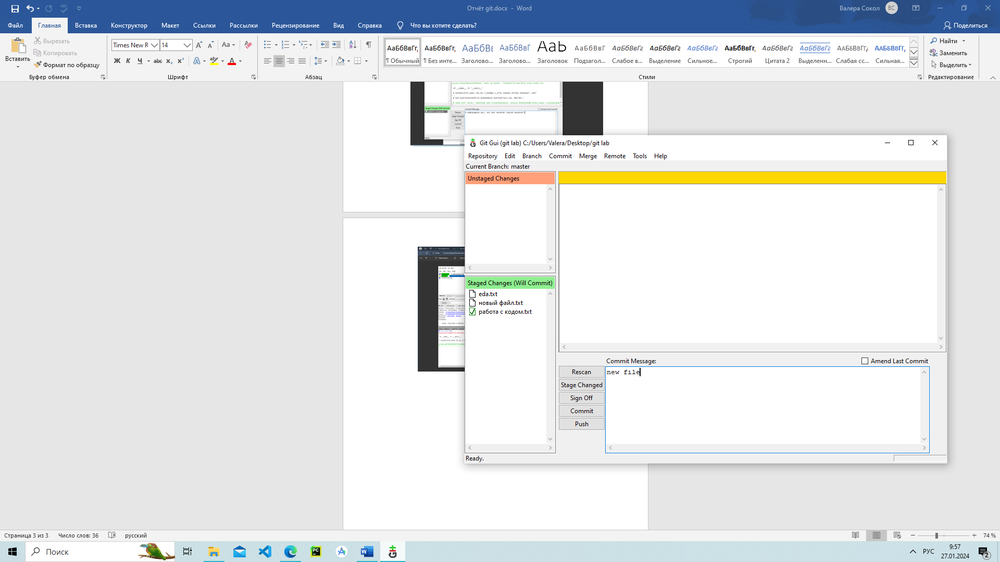 Отчёт git.docx - Word
Валера Сокол ВС
Файл Главная Вставка Конструктор Макет Ссылки Рассылки Рецензирование Вид Справка Что вы хотите сделать? Поделиться
Вставить
Вырезать
Копировать
Формат по образцу
Буфер обмена
Times New R 14
Шрифт
Абзац
АаБбВвГг, АаБбВвГг, АаБбВı АаБбВвГ Aab АаБбВвГ АаБбВвГг АаБбВвГг АаБбВвГг АаБбВвГг, АаБбВвГг АаБбВвГг ААББВВГГД ААББВВГГ,
¶ Обычный ¶ Без инте... Заголово... Заголово... Заголовок Подзагол... Слабое в... Выделение Сильное... Строгий Цитата 2 Выделенн... Слабая сс... Сильная...
Стили
Найти
Заменить
Выделить
Редактирование
Git Gui (git lab) C:/Users/Valera/Desktop/git lab
Repository Edit Branch Commit Merge Remote Tools Help
Current Branch: master
Unstaged Changes
Staged Changes (Will Commit)
eda.txt
новый файл.txt
работа с кодом.txt
Commit Message:
Amend Last Commit
Rescan
Stage Changed
Sign Off
Commit
Push
new file
Ready.
Страница 3 из 3 Число слов: 36 русский
74 %
Поиск
РУС
9:57
27.01.2024
2